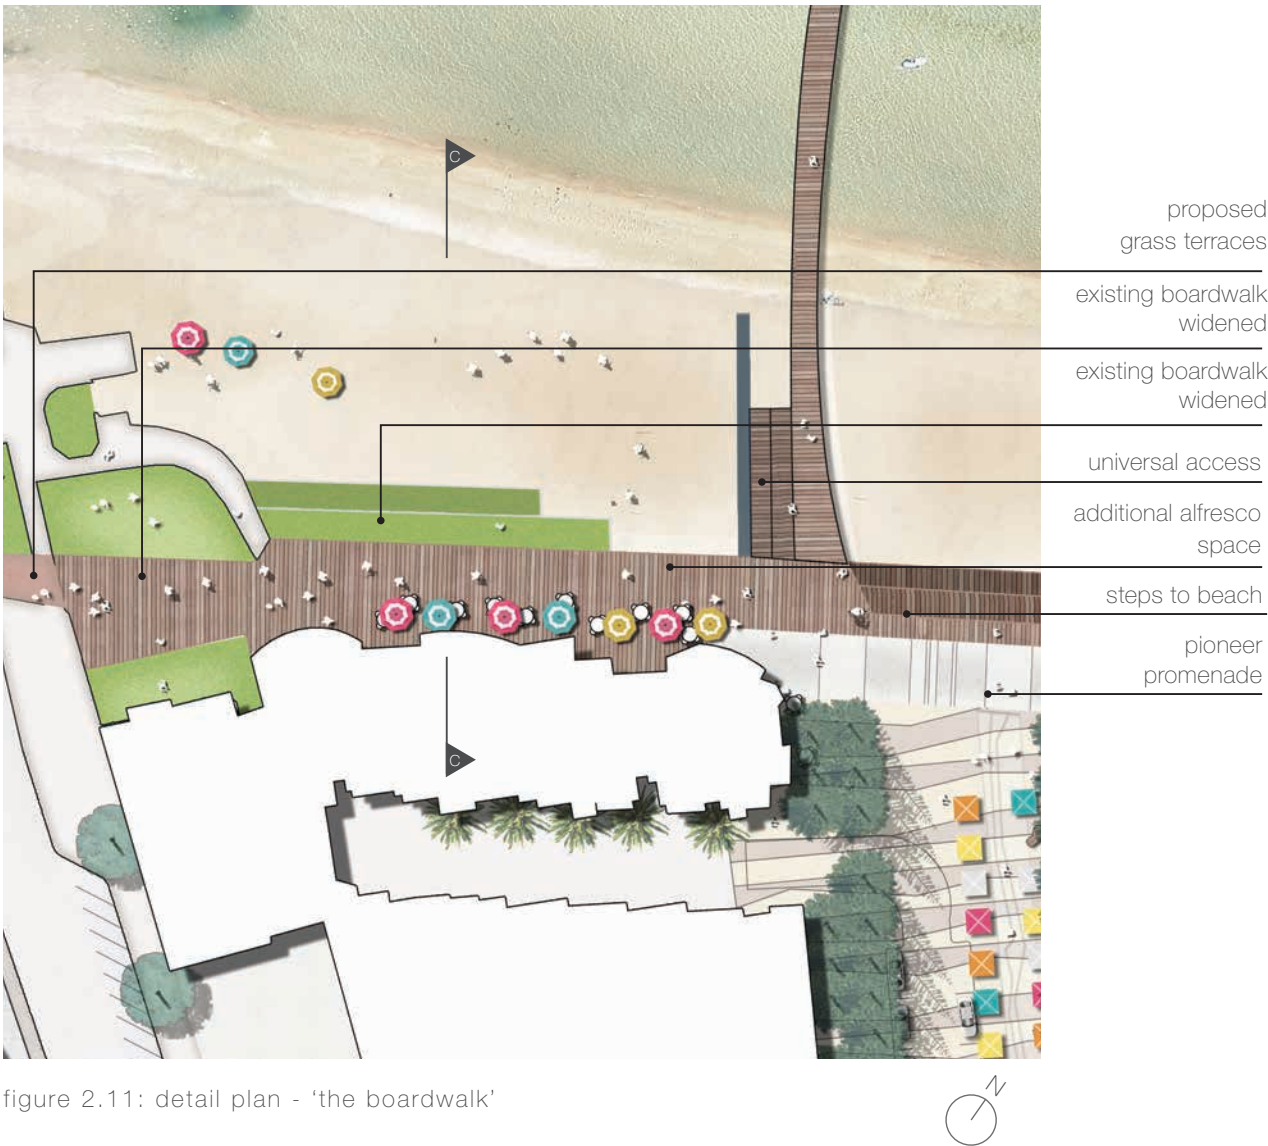 C
proposed
grass terraces
existing boardwalk
widened
existing boardwalk
widened
universal access
additional alfresco
space
steps to beach
pioneer
promenade
C
figure 2.11: detail plan - ‘the boardwalk’
N